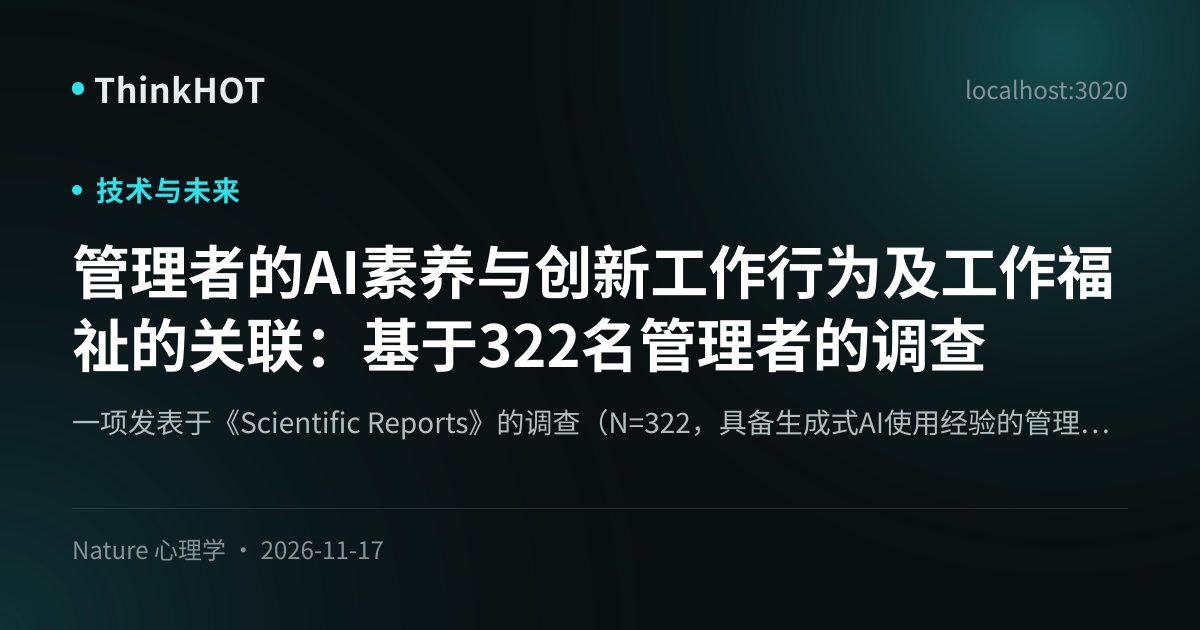 ThinkHOT
localhost:3020
技术与未来
管理者的AI素养与创新工作行为及工作福
祉的关联：基于322名管理者的调查
一项发表于《Scientific Reports》的调查（N=322，具备生成式AI使用经验的管理…
Nature 心理学 · 2026-11-17